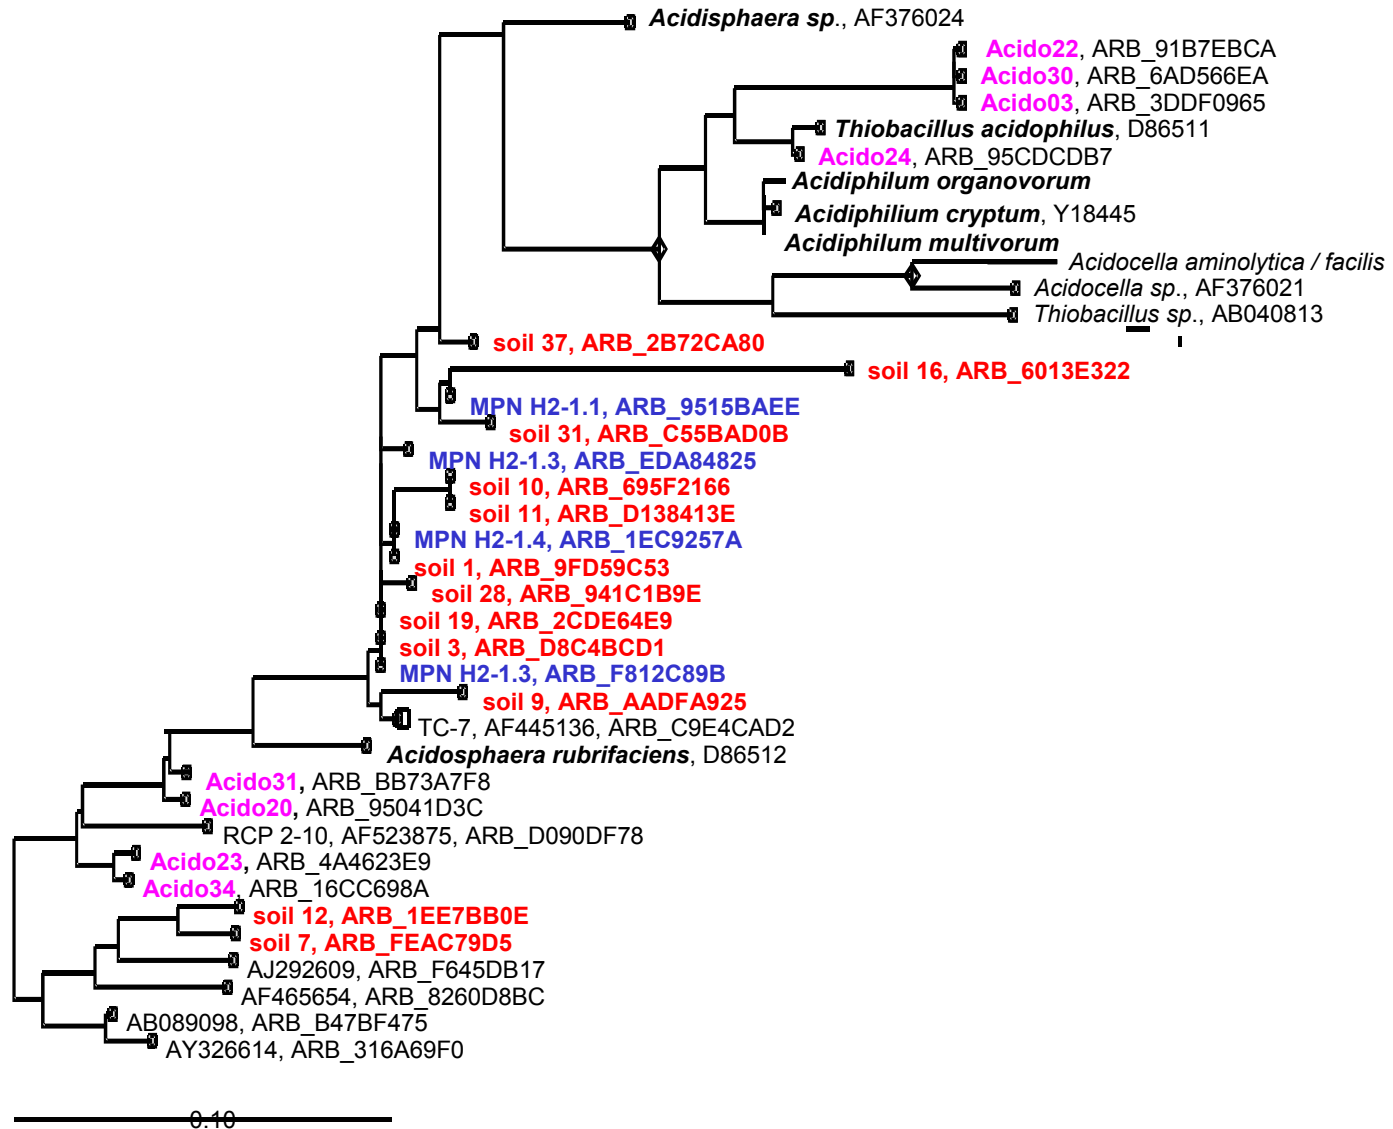 Acidisphaera sp., AF376024
Acido22, ARB_91B7EBCA
Acido30, ARB_6AD566EA
Acido03, ARB_3DDF0965
Thiobacillus acidophilus, D86511
Acido24, ARB_95CDCDB7
Acidiphilum organovorum
Acidiphilium cryptum, Y18445
Acidiphilum multivorum
Acidocella aminolytica / facilis
Acidocella sp., AF376021
Thiobacillus sp., AB040813
soil 37, ARB_2B72CA80
soil 16, ARB_6013E322
MPN H2-1.1, ARB_9515BAEE
soil 31, ARB_C55BAD0B
MPN H2-1.3, ARB_EDA84825
soil 10, ARB_695F2166
soil 11, ARB_D138413E
MPN H2-1.4, ARB_1EC9257A
soil 1, ARB_9FD59C53
soil 28, ARB_941C1B9E
soil 19, ARB_2CDE64E9
soil 3, ARB_D8C4BCD1
MPN H2-1.3, ARB_F812C89B
soil 9, ARB_AADFA925
TC-7, AF445136, ARB_C9E4CAD2
Acidosphaera rubrifaciens, D86512
Acido31, ARB_BB73A7F8
Acido20, ARB_95041D3C
RCP 2-10, AF523875, ARB_D090DF78
Acido23, ARB_4A4623E9
Acido34, ARB_16CC698A
soil 12, ARB_1EE7BB0E
soil 7, ARB_FEAC79D5
AJ292609, ARB_F645DB17
AF465654, ARB_8260D8BC
AB089098, ARB_B47BF475
AY326614, ARB_316A69F0
0.10